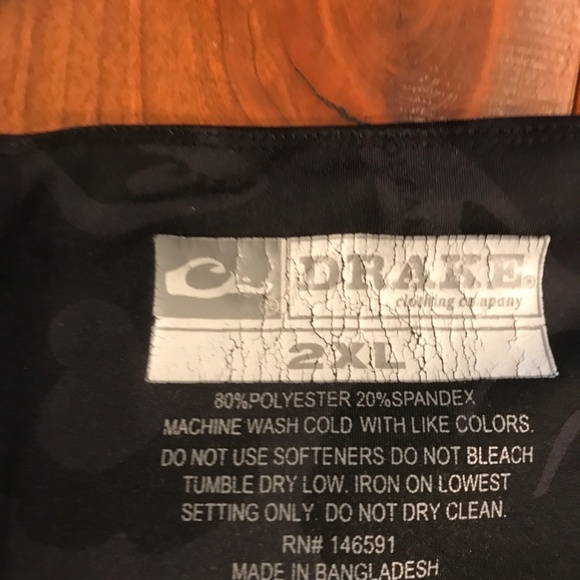 DRAKE
clothing company
2XL
80%POLYESTER 20%SPANDEX
MACHINE WASH COLD WITH LIKE COLORS.
DO NOT USE SOFTENERS DO NOT BLEACH
TUMBLE DRY LOW. IRON ON LOWEST
SETTING ONLY. DO NOT DRY CLEAN.
RN# 146591
MADE IN BANGLADESH